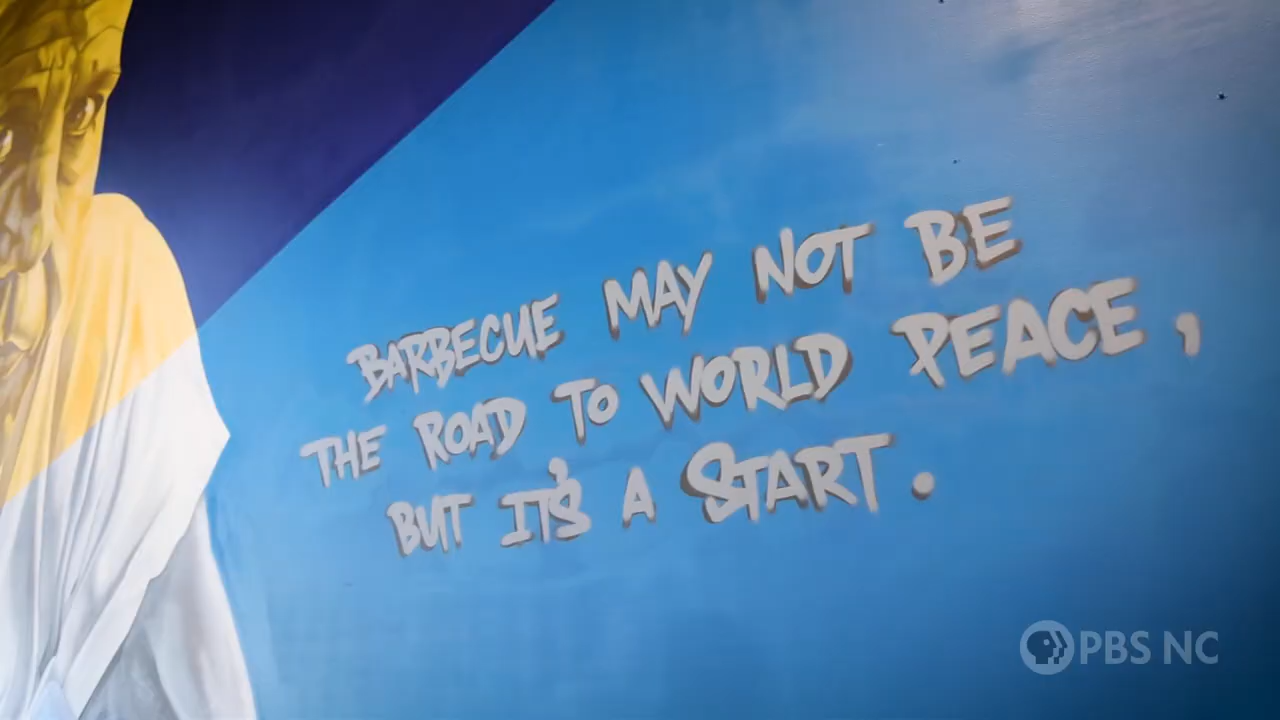 BARBECUE MAY NOT BE
THE ROAD TO WORLD PEACE,
BUT IT'S A START.
PBS NC